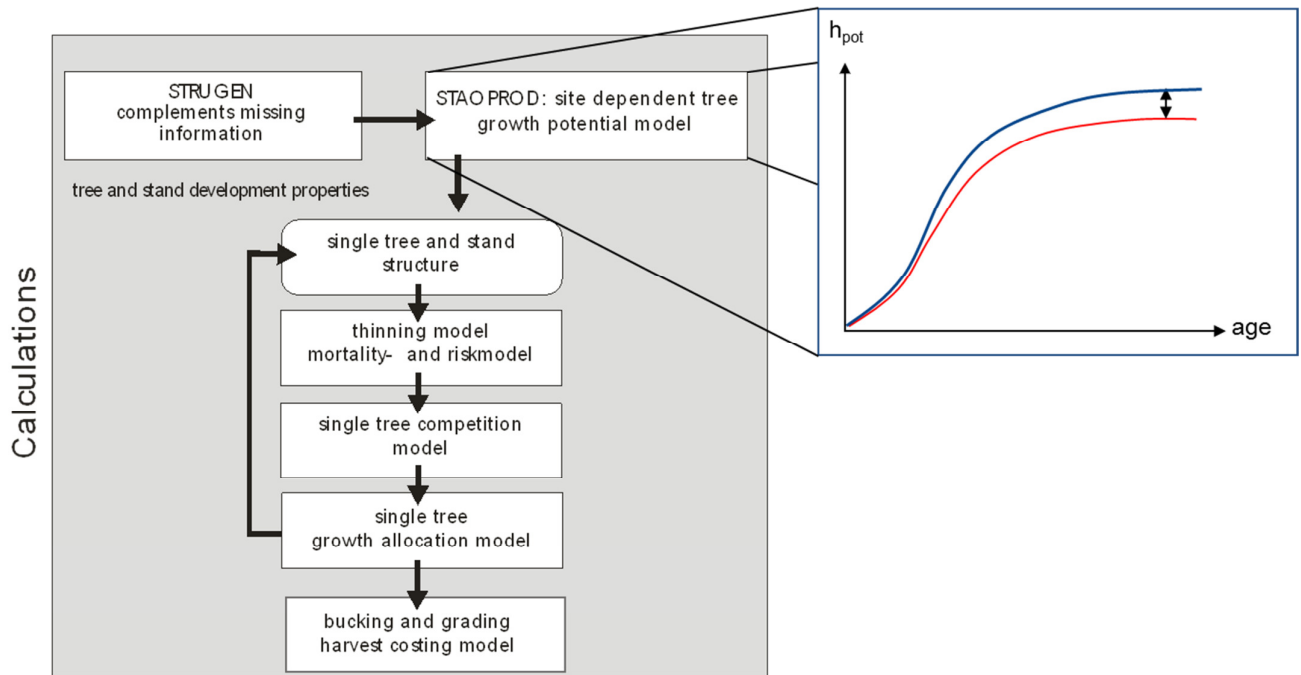 STRUGEN
complements missing
information
STAOPROD: site dependent tree
growth potential model
tree and stand development properties
single tree and stand
structure
thinning model
mortality- and riskmodel
single tree competition
model
single tree
growth allocation model
bucking and grading
harvest costing model
Calculations
hpot
age